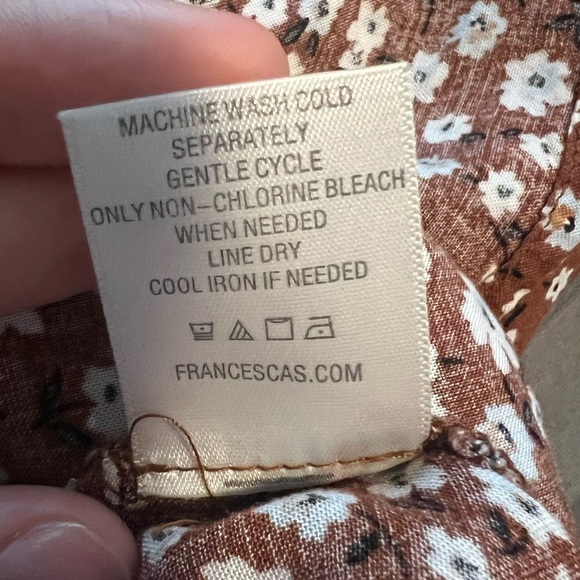 MACHINE WASH COLD
SEPARATELY
GENTLE CYCLE
ONLY NON-CHLORINE BLEACH
WHEN NEEDED
LINE DRY
COOL IRON IF NEEDED
FRANCESCAS.COM